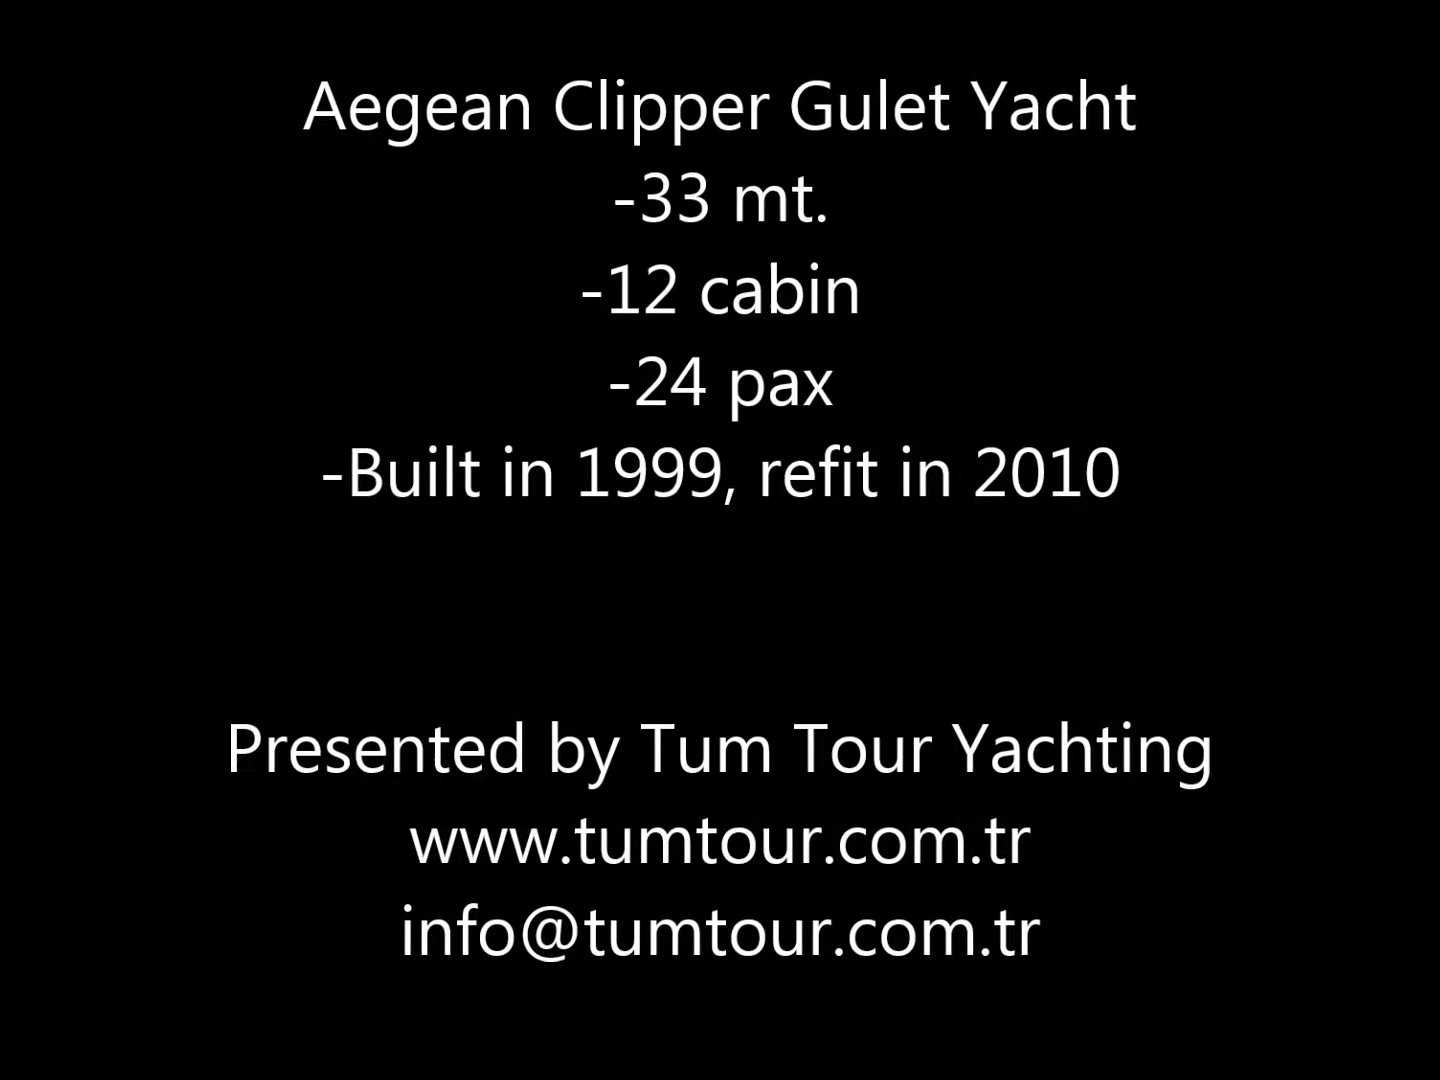 Aegean Clipper Gulet Yacht
-33 mt.
-12 cabin
-24 pax
-Built in 1999, refit in 2010
Presented by Tum Tour Yachting
www.tumtour.com.tr
info@tumtour.com.tr